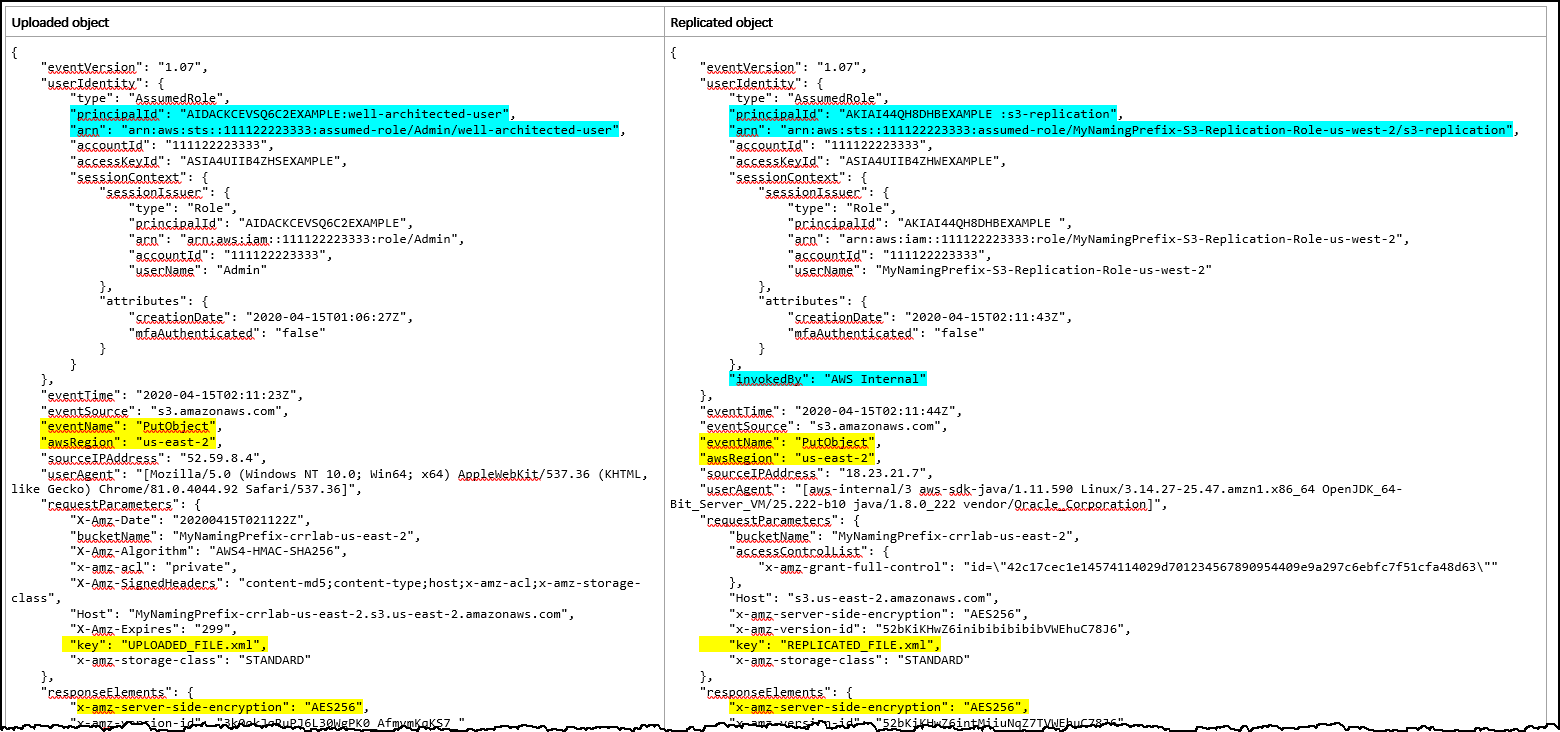 Uploaded object
{
"eventVersion": "1.07",
"userIdentity": {
"type": "AssumedRole",
"principalId": "AIDACKCEVSQ6C2EXAMPLE:well-architected-user",
"arn": "arn:aws:sts::111122223333:assumed-role/Admin/well-architected-user",
"accountId": "111122223333",
"accessKeyId": "ASIA4UIIB4ZHSEXAMPLE",
"sessionContext": {
"sessionIssuer": {
"type": "Role",
"principalId": "AIDACKCEVSQ6C2EXAMPLE",
"arn": "arn:aws:iam::111122223333:role/Admin",
"accountId": "111122223333",
"userName": "Admin"
},
"attributes": {
"creationDate": "2020-04-15T01:06:27Z",
"mfaAuthenticated": "false"
}
}
},
"eventTime": "2020-04-15T02:11:23Z",
"eventSource": "s3.amazonaws.com",
"eventName": "PutObject",
"awsRegion": "us-east-2",
"sourceIPAddress": "52.59.8.4",
"userAgent": "[Mozilla/5.0 (Windows NT 10.0; Win64; x64) AppleWebKit/537.36 (KHTML,
like Gecko) Chrome/81.0.4044.92 Safari/537.36]",
"requestParameters": {
"X-Amz-Date": "20200415T021122Z",
"bucketName": "MyNamingPrefix-crrlab-us-east-2",
"X-Amz-Algorithm": "AWS4-HMAC-SHA256",
"x-amz-acl": "private",
"X-Amz-SignedHeaders": "content-md5;content-type;host;x-amz-acl;x-amz-storage-
class",
"Host": "MyNamingPrefix-crrlab-us-east-2.s3.us-east-2.amazonaws.com",
"X-Amz-Expires": "299",
"key": "UPLOADED_FILE.xml",
"x-amz-storage-class": "STANDARD"
},
"responseElements": {
"x-amz-server-side-encryption": "AES256",
"x-amz-version-id":
Replicated object
{
"eventVersion": "1.07",
"userIdentity": {
"type": "AssumedRole",
"principalId": "AKIAI44QH8DHBEXAMPLE :s3-replication",
"arn": "arn:aws:sts::111122223333:assumed-role/MyNamingPrefix-S3-Replication-Role-us-west-2/s3-replication",
"accountId": "111122223333",
"accessKeyId": "ASIA4UIIB4ZHWEXAMPLE",
"sessionContext": {
"sessionIssuer": {
"type": "Role",
"principalId": "AKIAI44QH8DHBEXAMPLE ",
"arn": "arn:aws:iam::111122223333:role/MyNamingPrefix-S3-Replication-Role-us-west-2",
"accountId": "111122223333",
"userName": "MyNamingPrefix-S3-Replication-Role-us-west-2"
},
"attributes": {
"creationDate": "2020-04-15T02:11:43Z",
"mfaAuthenticated": "false"
}
},
"invokedBy": "AWS Internal"
},
"eventTime": "2020-04-15T02:11:44Z",
"eventSource": "s3.amazonaws.com",
"eventName": "PutObject",
"awsRegion": "us-east-2",
"sourceIPAddress": "18.23.21.7",
"userAgent": "[aws-internal/3 aws-sdk-java/1.11.590 Linux/3.14.27-25.47.amzn1.x86_64 OpenJDK_64-
Bit_Server_VM/25.222-b10 java/1.8.0_222 vendor/Oracle_Corporation]",
"requestParameters": {
"bucketName": "MyNamingPrefix-crrlab-us-east-2",
"accessControlList": {
"x-amz-grant-full-control": "id=\"42c17cec1e14574114029d701234567890954409e9a297c6ebfc7f51cfa48d63\""
},
"Host": "s3.us-east-2.amazonaws.com",
"x-amz-server-side-encryption": "AES256",
"x-amz-version-id": "52bKiKHwZ6inibibibibibVWEhuC78J6",
"key": "REPLICATED_FILE.xml",
"x-amz-storage-class": "STANDARD"
},
"responseElements": {
"x-amz-server-side-encryption": "AES256",
"x-amz-version-id":